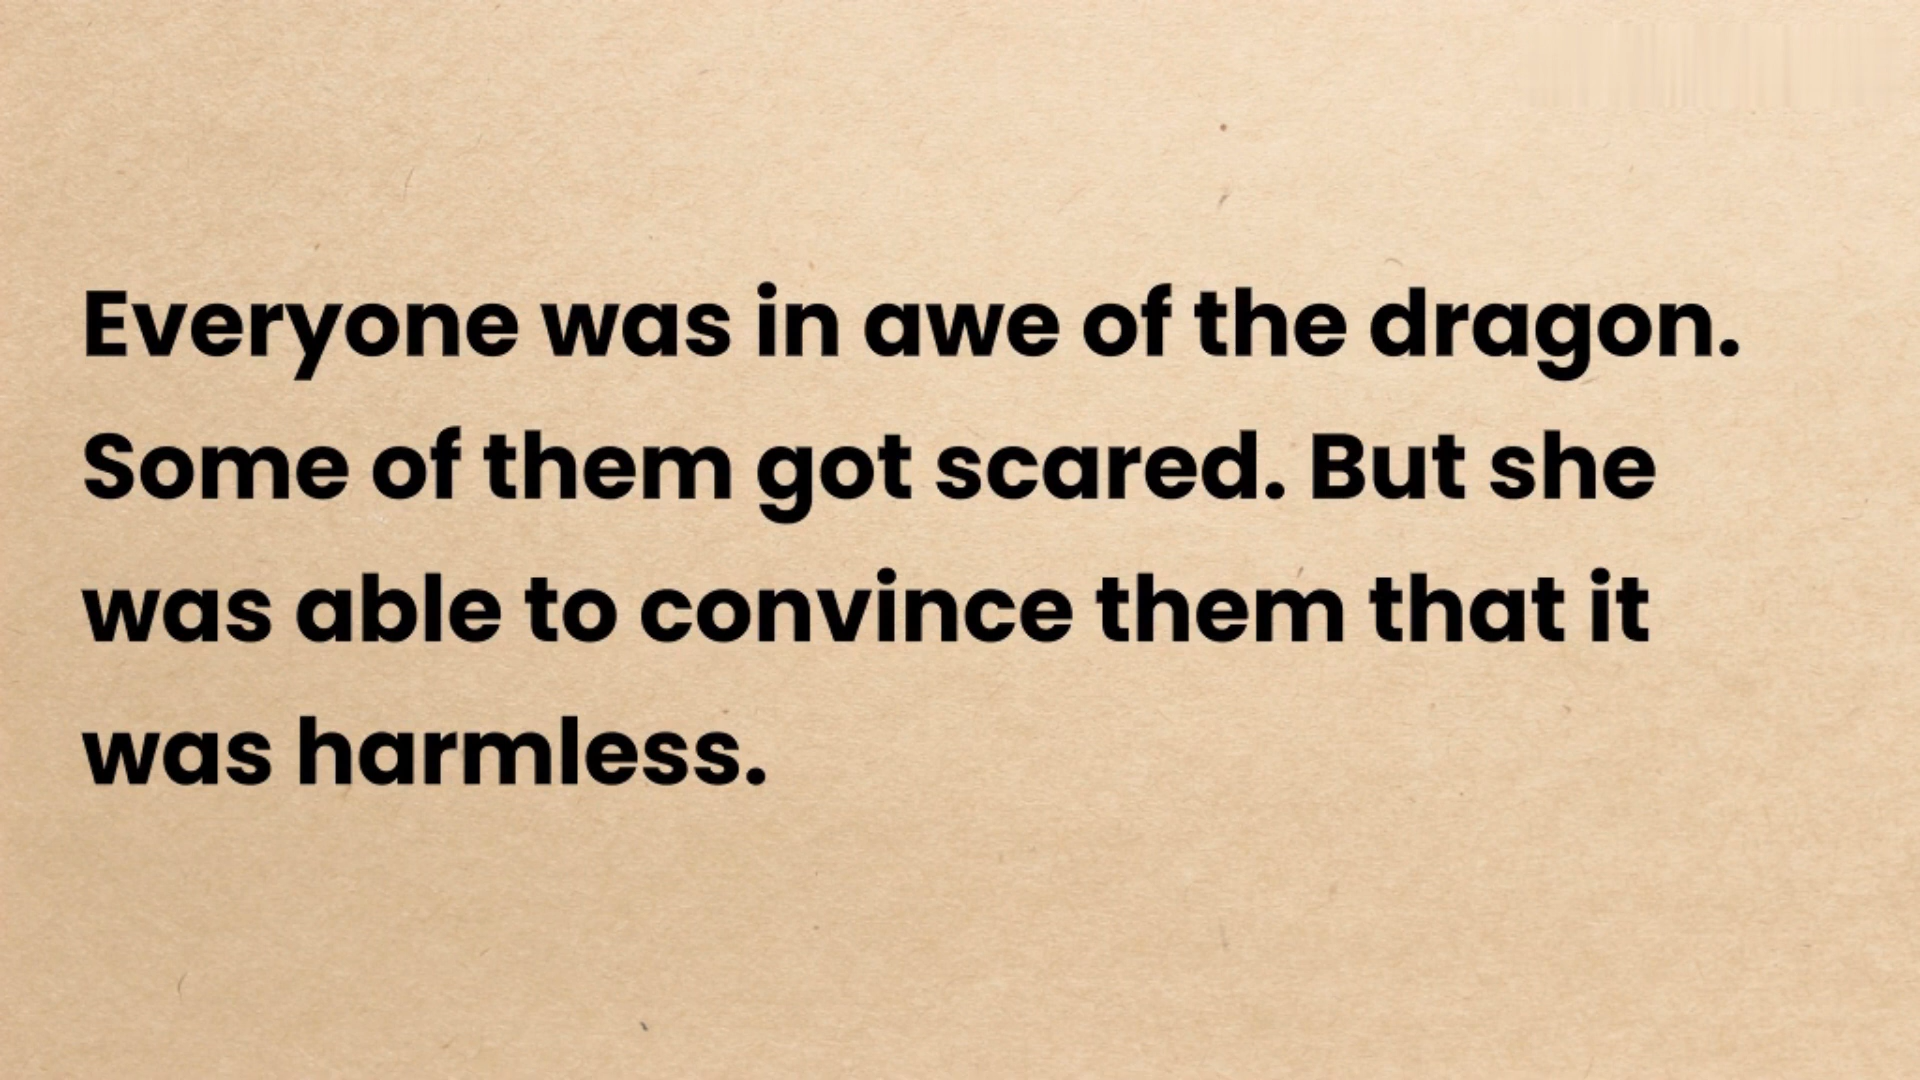 Everyone was in awe of the dragon.
Some of them got scared. But she
was able to convince them that it
was harmless.